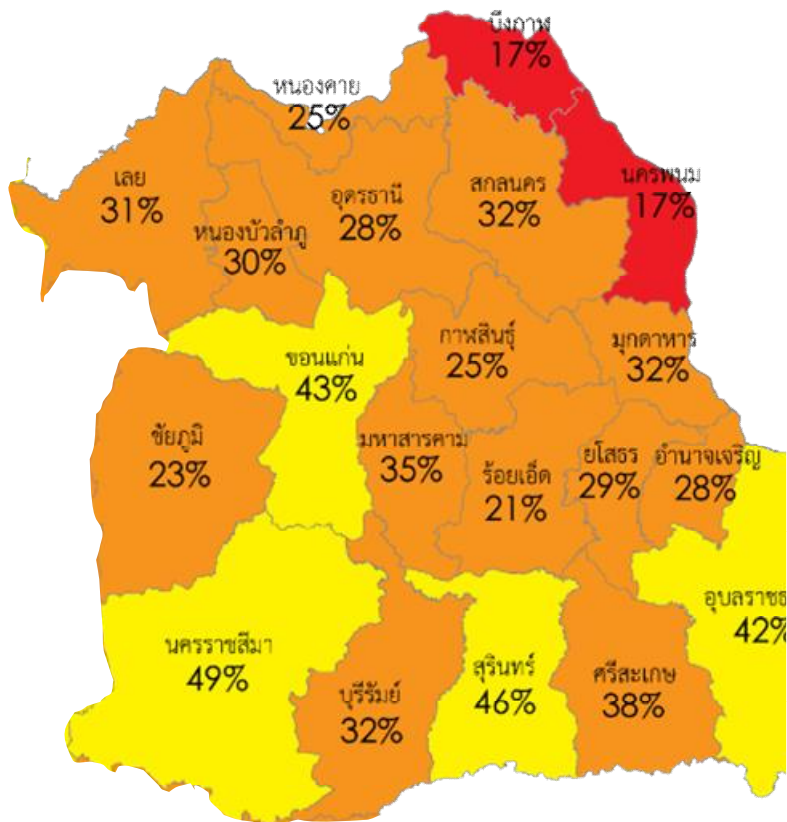 บึงกาฬ
17%
หนองคาย
25%
เลย
31%
หนองบัวลำภู
30%
อุดรธานี
28%
สกลนคร
32%
นครพนม
17%
ขอนแก่น
43%
กาฬสินธุ์
25%
มุกดาหาร
32%
ชัยภูมิ
23%
มหาสารคาม
35%
ร้อยเอ็ด
21%
ยโสธร
29%
อำนาจเจริญ
28%
อุบลราชธ
42%
นครราชสีมา
49%
บุรีรัมย์
32%
สุรินทร์
46%
ศรีสะเกษ
38%